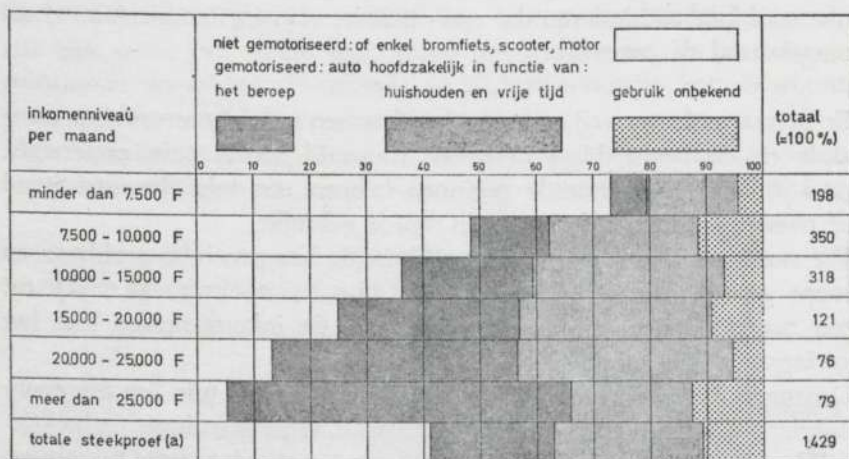 niet gemotoriseerd: of enkel bromfiets, scooter, motor
gemotoriseerd: auto hoofdzakelijk in functie van:
het beroep huishouden en vrije tijd gebruik onbekend
inkomenniveau
per maand
totaal
(=100%)
0 10 20 30 40 50 60 70 80 90 100
minder dan 7.500 F 198
7.500 - 10.000 F 350
10.000 - 15.000 F 318
15.000 - 20.000 F 121
20.000 - 25.000 F 76
meer dan 25.000 F 79
totale steekproef (a) 1.429